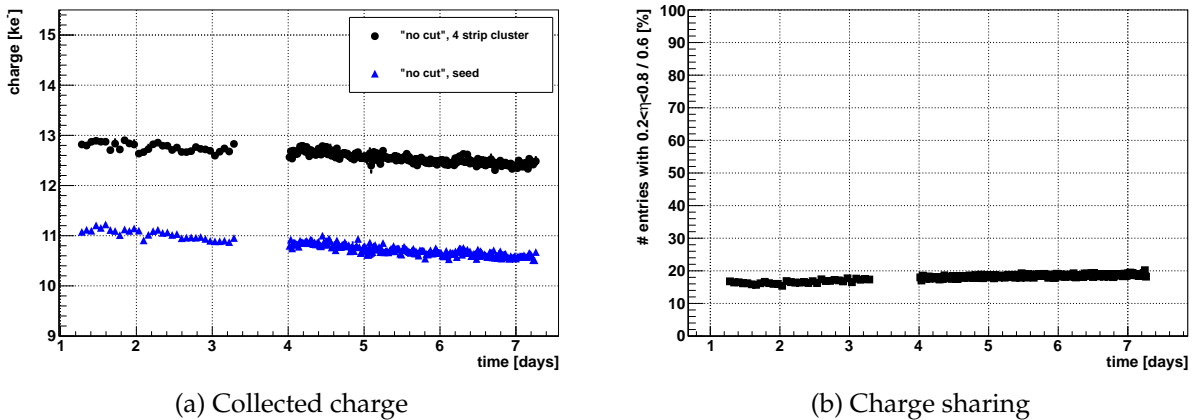 charge [ke⁻]
15
14
13
12
11
10
9
1 2 3 4 5 6 7
time [days]
"no cut", 4 strip cluster
"no cut", seed
(a) Collected charge
# entries with 0.2<η<0.8 / 0.6 [%]
100
90
80
70
60
50
40
30
20
10
0
1 2 3 4 5 6 7
time [days]
(b) Charge sharing